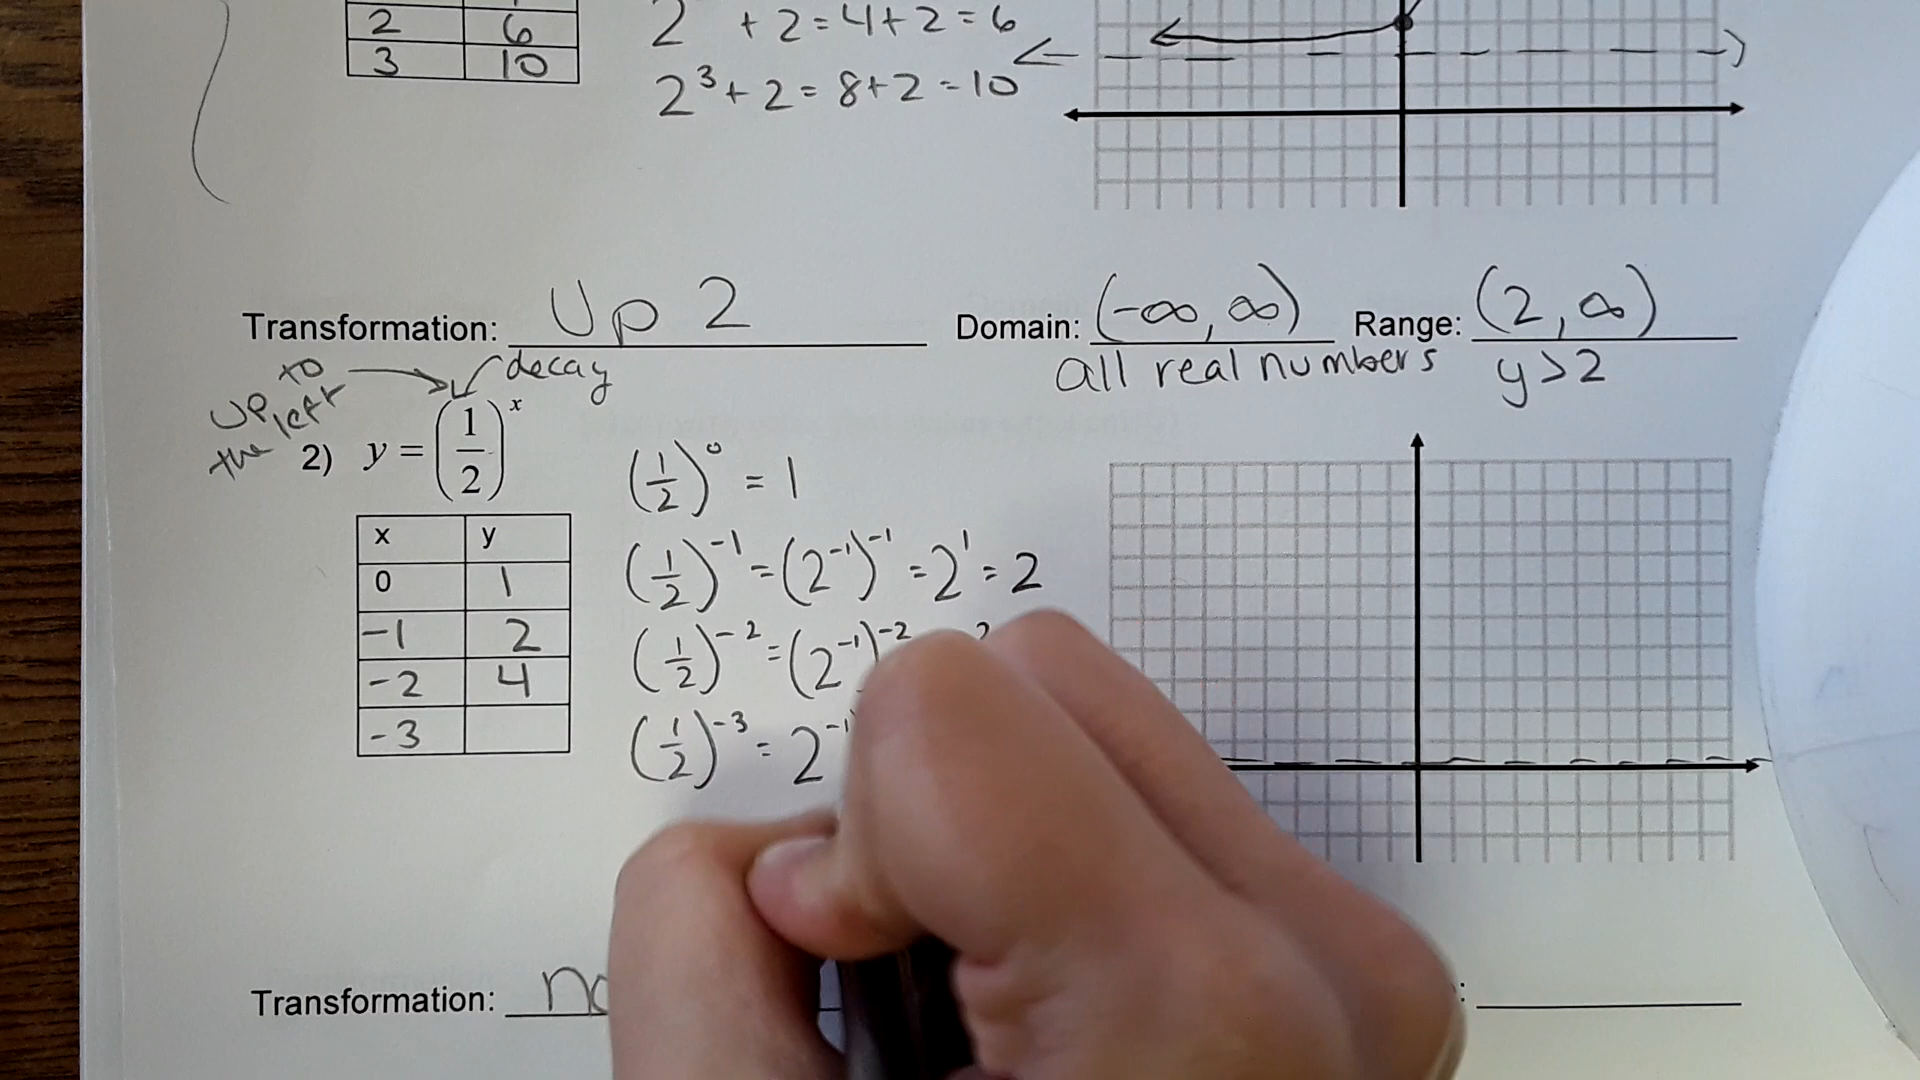 2 6 2 + 2 = 4 + 2 = 6
3 10 2³ + 2 = 8 + 2 = 10
Transformation: Up 2 Domain: (-∞, ∞) Range: (2, ∞)
all real numbers y > 2
decay
up to the left
2) y = (1/2)ˣ
x y
0 1
-1 2
-2 4
-3
(1/2)⁰ = 1
(1/2)⁻¹ = (2⁻¹)⁻¹ = 2¹ = 2
(1/2)⁻² = (2⁻¹)⁻² 2
(1/2)⁻³ = 2⁻¹
Transformation: